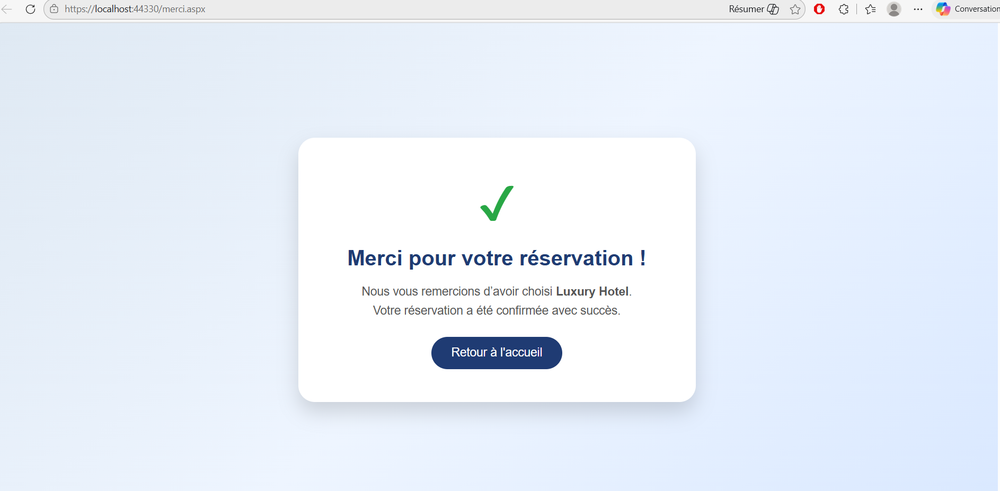 https://localhost:44330/merci.aspx
Résumer
Conversation
Merci pour votre réservation !
Nous vous remercions d’avoir choisi Luxury Hotel.
Votre réservation a été confirmée avec succès.
Retour à l'accueil